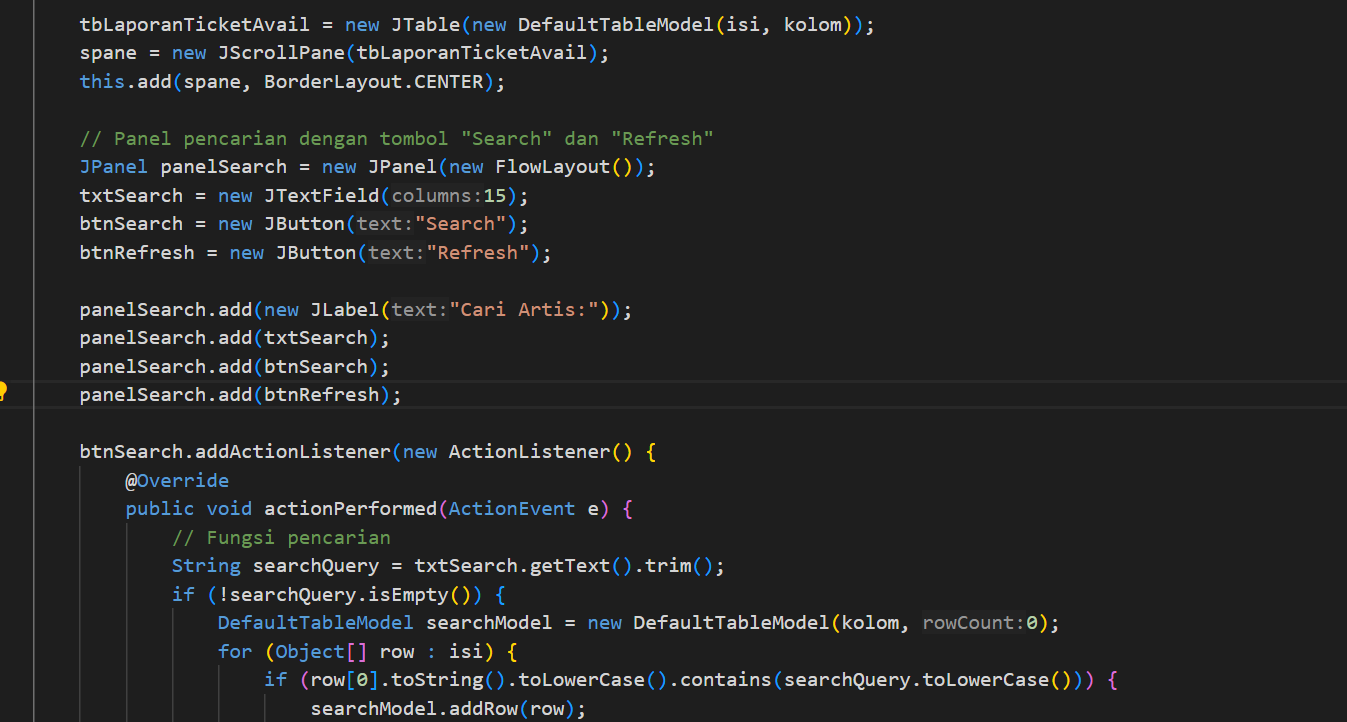 tbLaporanTicketAvail = new JTable(new DefaultTableModel(isi, kolom));
spane = new JScrollPane(tbLaporanTicketAvail);
this.add(spane, BorderLayout.CENTER);
// Panel pencarian dengan tombol "Search" dan "Refresh"
JPanel panelSearch = new JPanel(new FlowLayout());
txtSearch = new JTextField(columns:15);
btnSearch = new JButton(text:"Search");
btnRefresh = new JButton(text:"Refresh");
panelSearch.add(new JLabel(text:"Cari Artis:"));
panelSearch.add(txtSearch);
panelSearch.add(btnSearch);
panelSearch.add(btnRefresh);
btnSearch.addActionListener(new ActionListener() {
@Override
public void actionPerformed(ActionEvent e) {
// Fungsi pencarian
String searchQuery = txtSearch.getText().trim();
if (!searchQuery.isEmpty()) {
DefaultTableModel searchModel = new DefaultTableModel(kolom, rowCount:0);
for (Object[] row : isi) {
if (row[0].toString().toLowerCase().contains(searchQuery.toLowerCase())) {
searchModel.addRow(row);